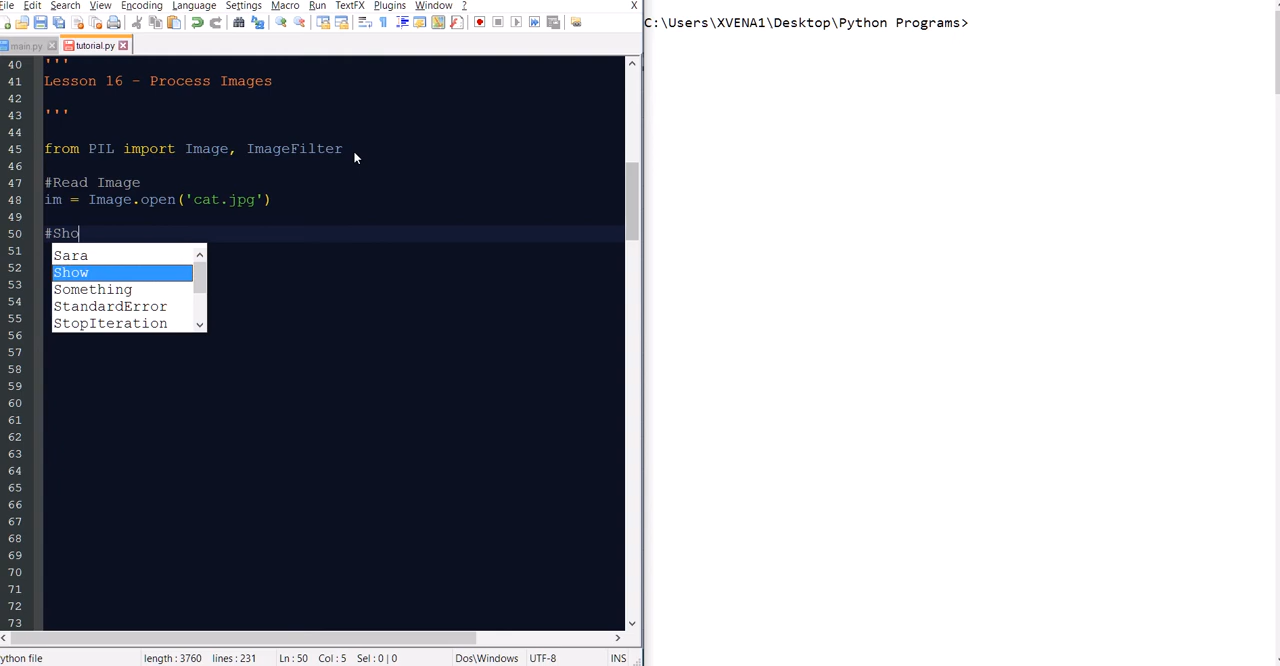 File Edit Search View Encoding Language Settings Macro Run TextFX Plugins Window ? X
main.py tutorial.py
40 '''
41 Lesson 16 - Process Images
42
43 '''
44
45 from PIL import Image, ImageFilter
46
47 #Read Image
48 im = Image.open('cat.jpg')
49
50 #Sho
51 Sara
52 Show
53 Something
54 StandardError
55 StopIteration
56
57
58
59
60
61
62
63
64
65
66
67
68
69
70
71
72
73
ython file length : 3760 lines : 231 Ln : 50 Col : 5 Sel : 0 | 0 Dos\Windows UTF-8 INS
C:\Users\XVENA1\Desktop\Python Programs>